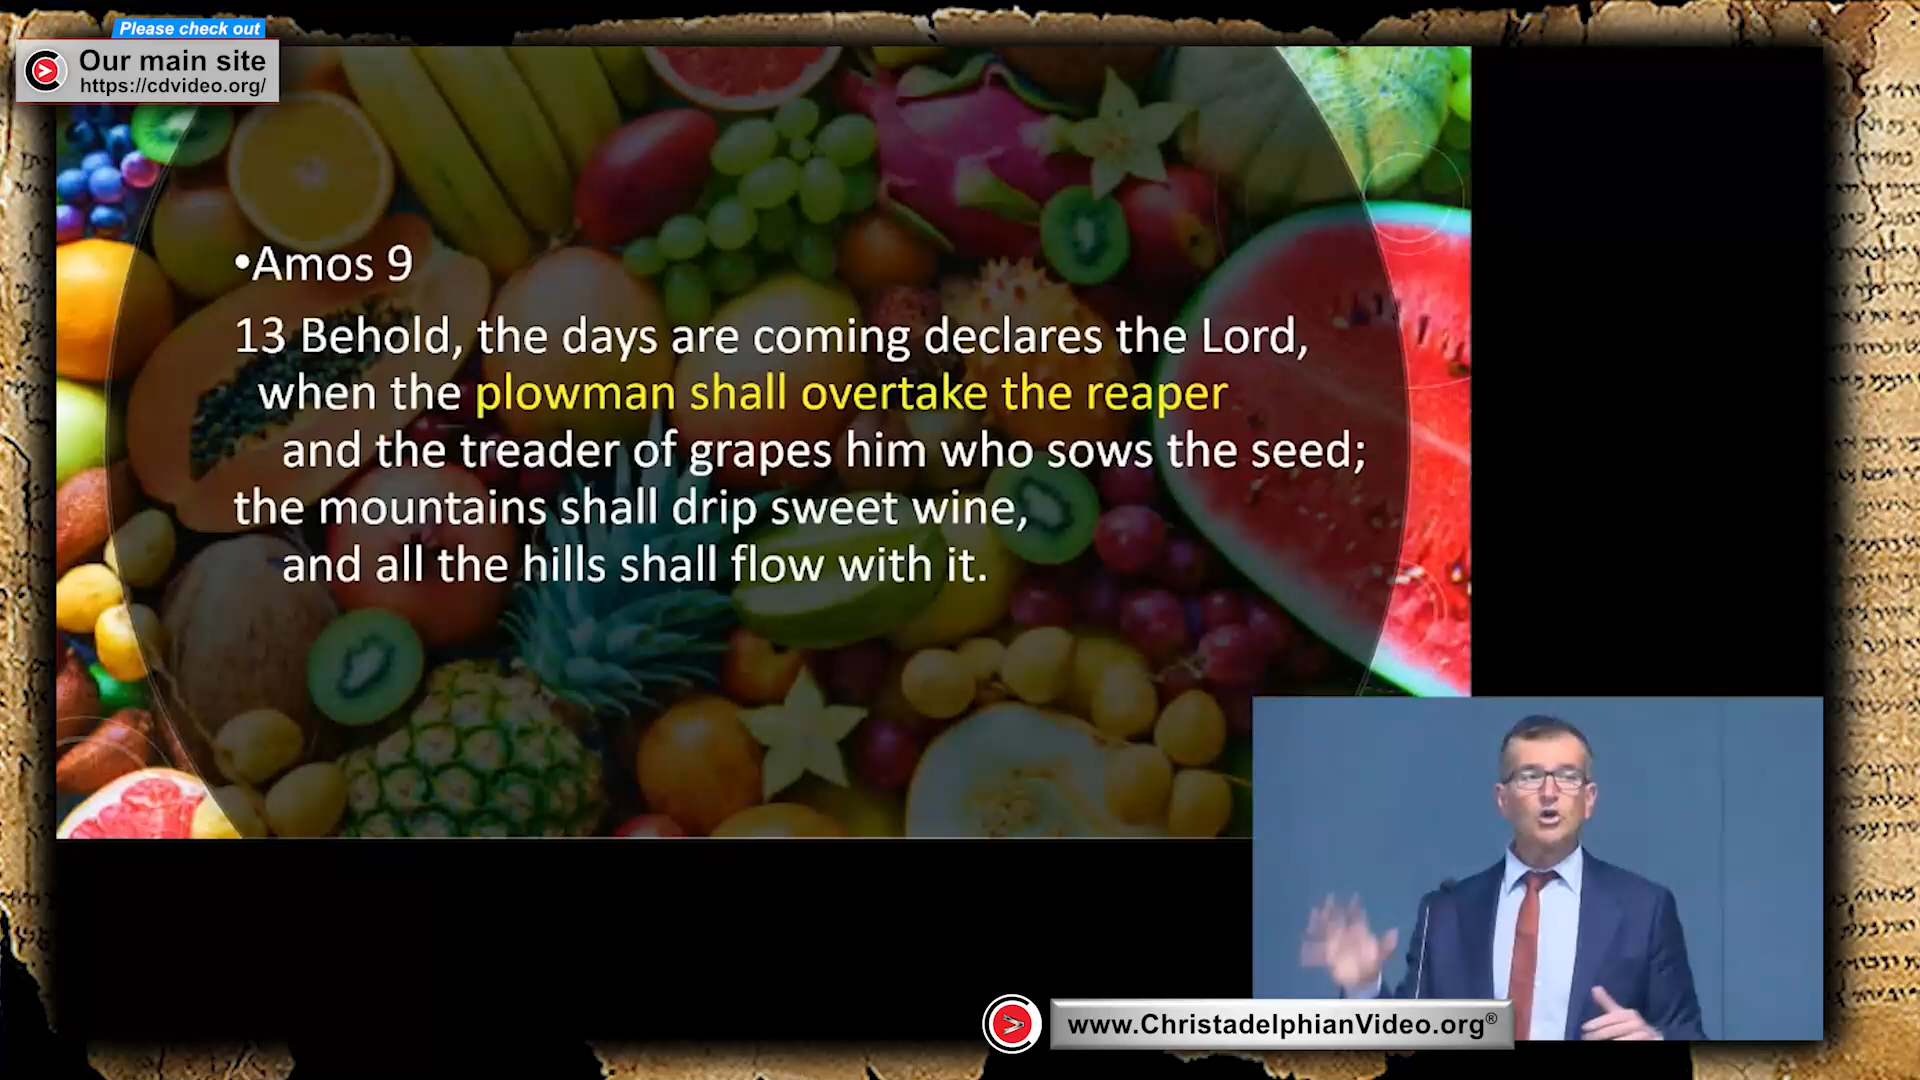 Please check out
Our main site
https://cdvideo.org/
•Amos 9
13 Behold, the days are coming declares the Lord,
when the plowman shall overtake the reaper
and the treader of grapes him who sows the seed;
the mountains shall drip sweet wine,
and all the hills shall flow with it.
www.ChristadelphianVideo.org®